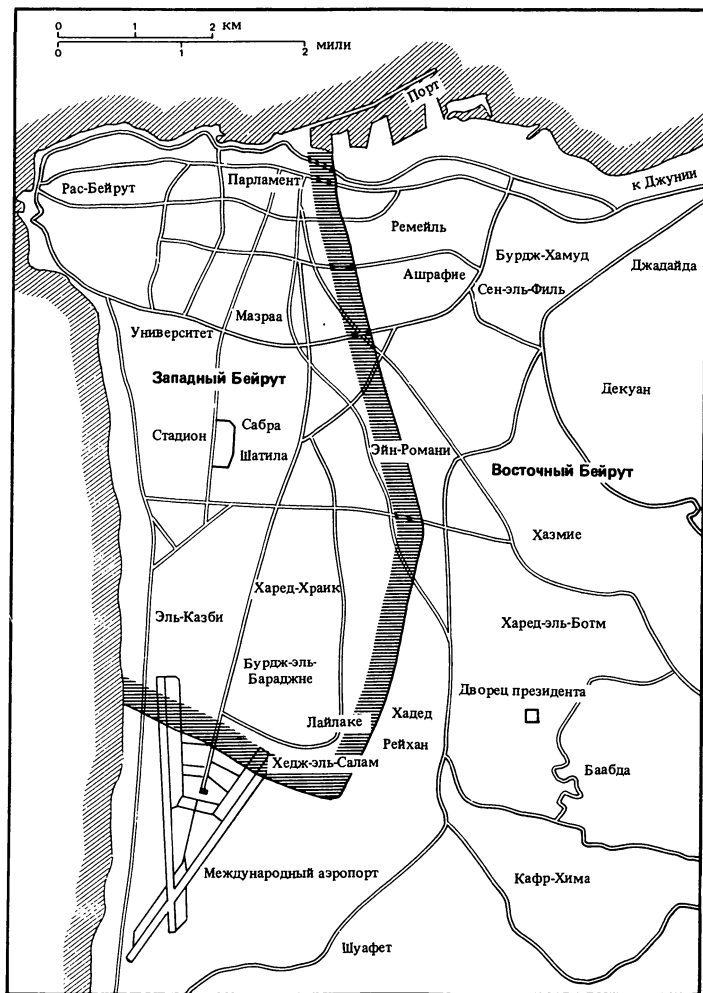 0 1 2 км
0 1 2 мили
Порт
к Джунии
Рас-Бейрут
Парламент
Ремейль
Бурдж-Хамуд
Джадайда
Ашрафие
Сен-эль-Филь
Мазраа
Университет
Западный Бейрут
Декуан
Сабра
Стадион
Шатила
Эйн-Романи
Восточный Бейрут
Хазмие
Харед-Храик
Эль-Казби
Харед-эль-Ботм
Бурдж-эль-
Бараджне
Дворец президента
Лайлаке
Хадед
Рейхан
Хедж-эль-Салам
Баабда
Международный аэропорт
Кафр-Хима
Шуафет